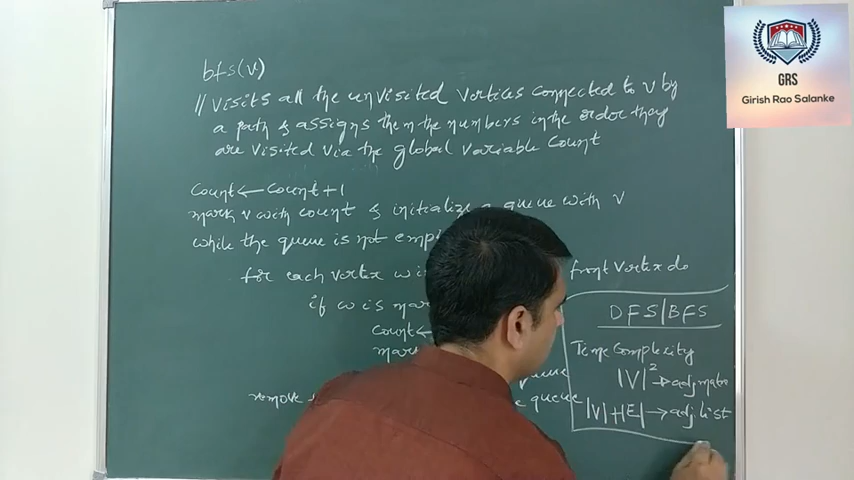 bfs(v)
// visits all the unvisited vertices connected to v by
a path & assigns them the numbers in the order they
are visited via the global variable count
count ← count + 1
mark v with count & initialize a queue with v
while the queue is not empt
for each vertex w front vertex do
if w is mar
count ←
mar
queue
remove queue
DFS/BFS
Time Complexity
|V|² → adj matr
|V|+|E| → adj list
GRS
Girish Rao Salanke